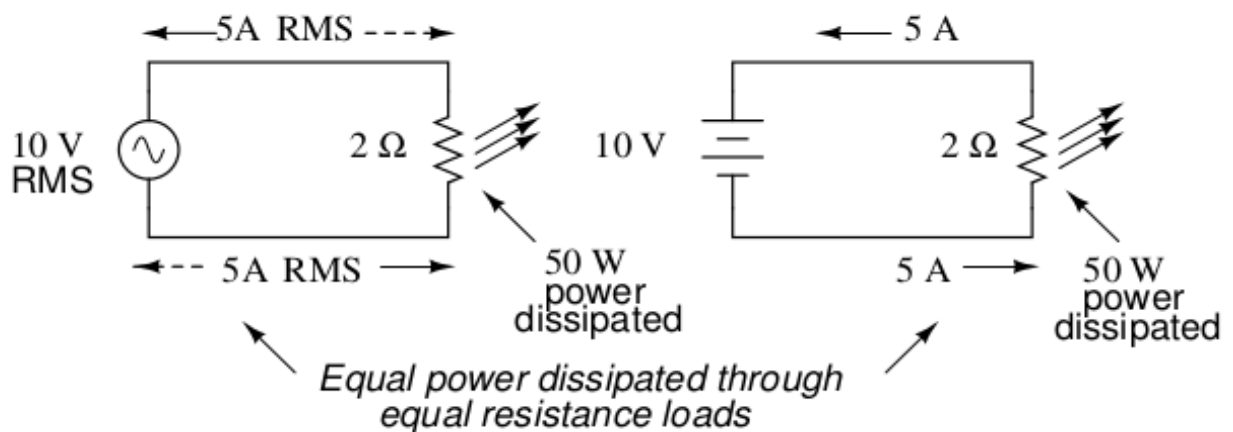 5A RMS
5 A
10 V
RMS
2 Ω
10 V
2 Ω
5A RMS
50 W
power
dissipated
5 A
50 W
power
dissipated
Equal power dissipated through
equal resistance loads